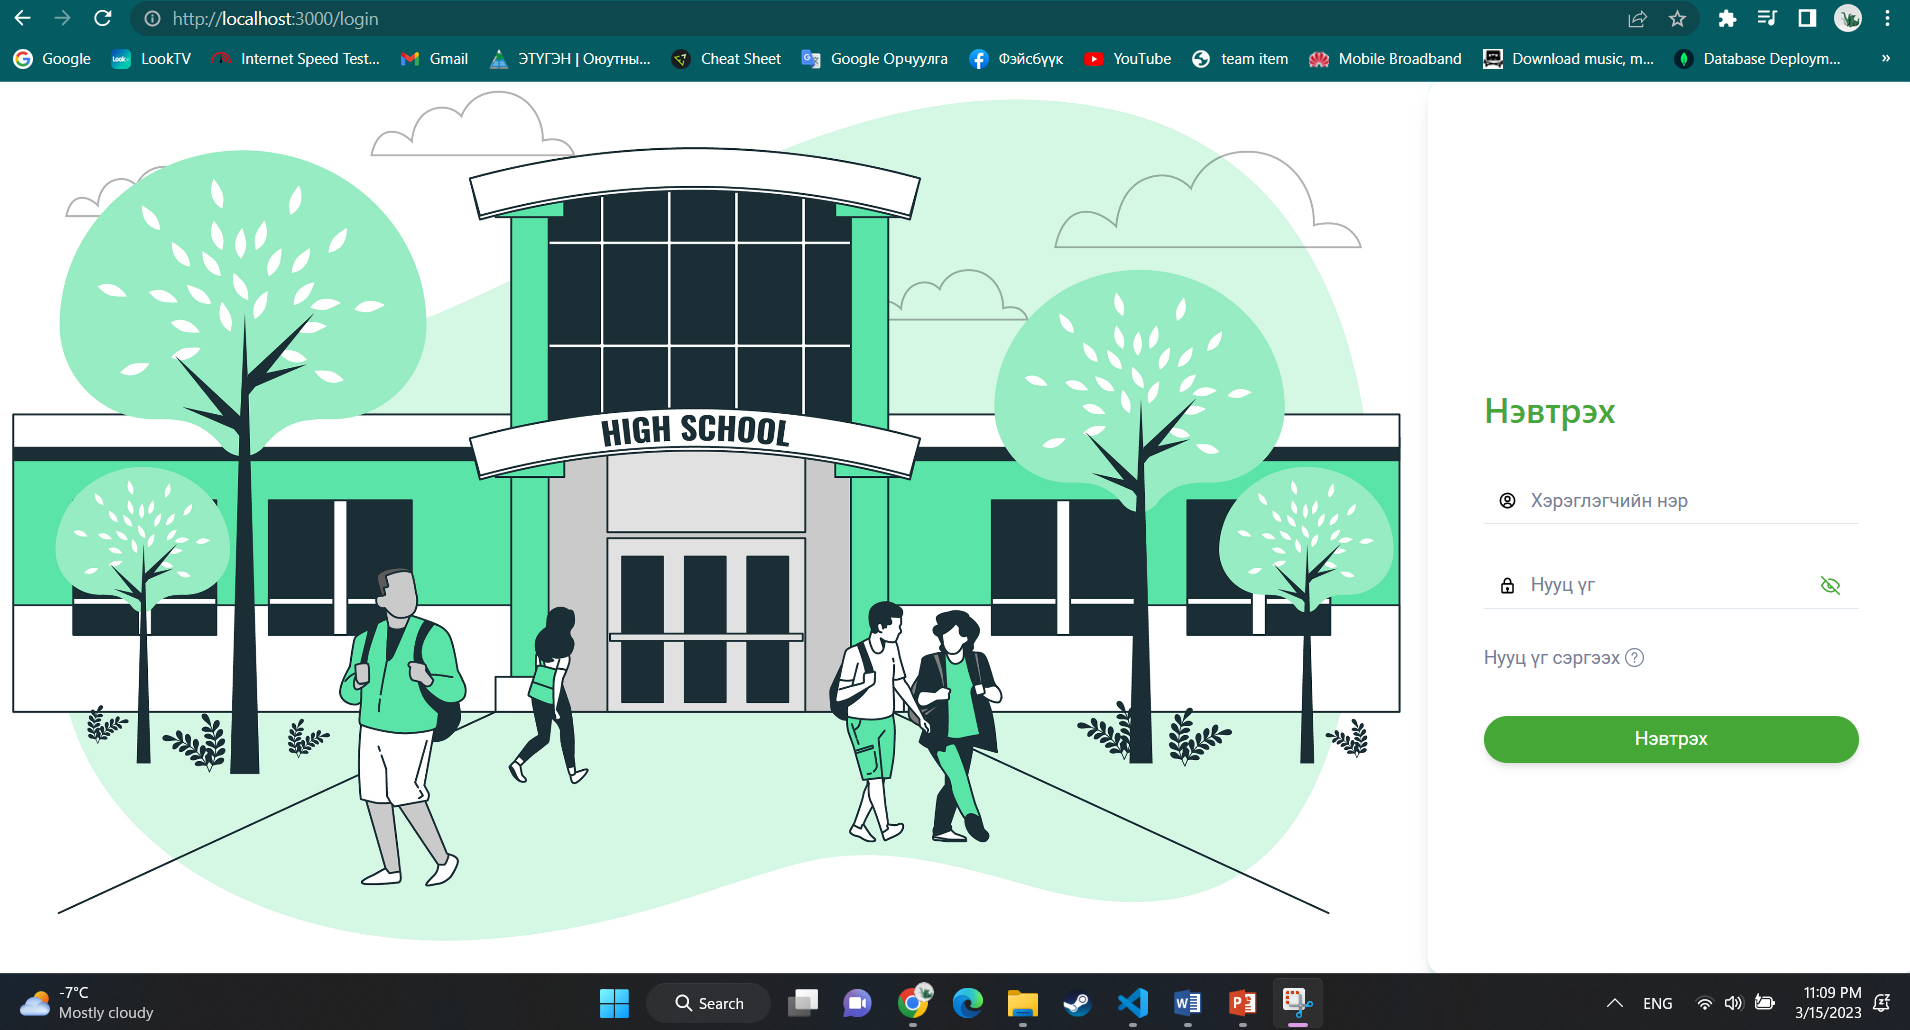 http://localhost:3000/login
Google LookTV Internet Speed Test... Gmail ЭТҮГЭН | Оюутны... Cheat Sheet Google Орчуулга Фэйсбүүк YouTube team item Mobile Broadband Download music, m... Database Deploym... »
HIGH SCHOOL
Нэвтрэх
Хэрэглэгчийн нэр
Нууц үг
Нууц үг сэргээх
Нэвтрэх
-7°C
Mostly cloudy
Search
ENG
11:09 PM
3/15/2023